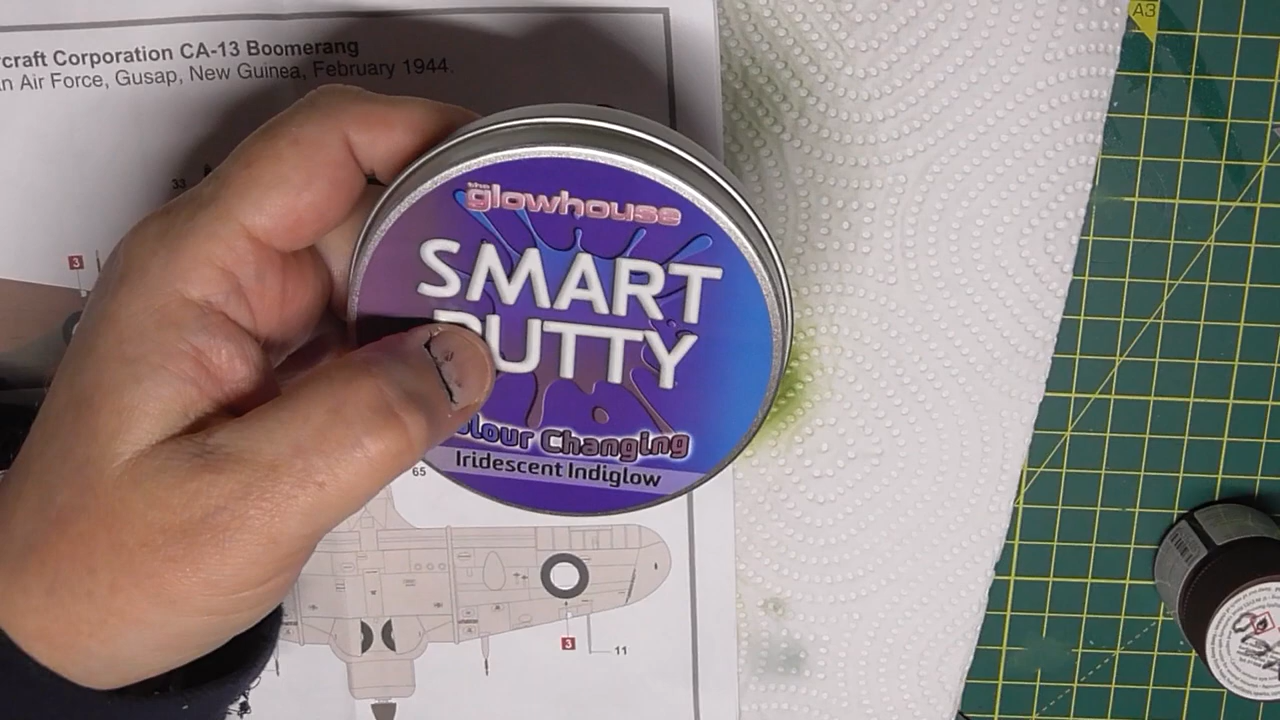 craft Corporation CA-13 Boomerang
n Air Force, Gusap, New Guinea, February 1944.
A3
33
3
the
glowhouse
SMART
PUTTY
olour Changing
Iridescent Indiglow
65
3
11